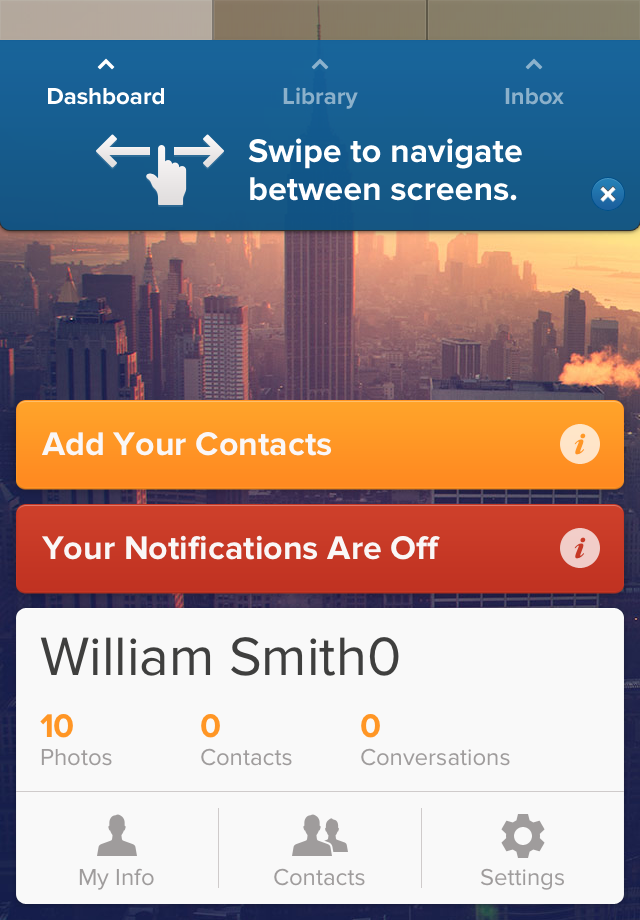 Dashboard Library Inbox
Swipe to navigate
between screens.
Add Your Contacts i
Your Notifications Are Off i
William Smith0
10 0 0
Photos Contacts Conversations
My Info Contacts Settings